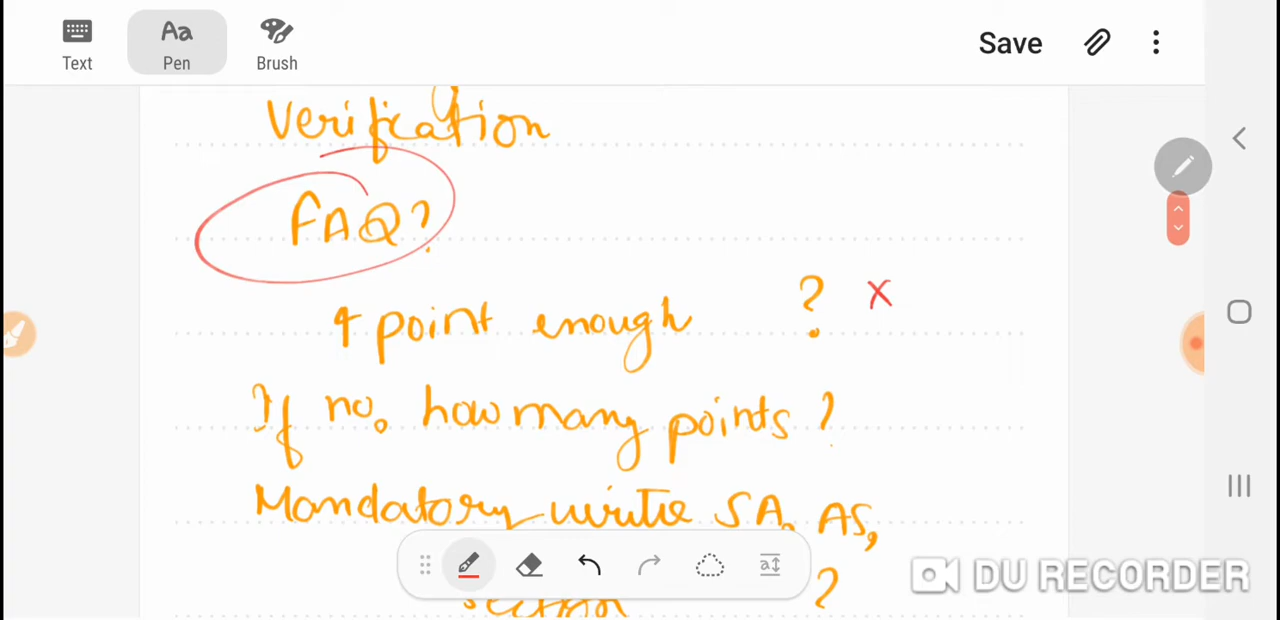 Text
Pen
Brush
Save
Verification
FAQ?
4 point enough ? x
If no. how many points ?
Mandatory write SA, AS,
section ?
DU RECORDER